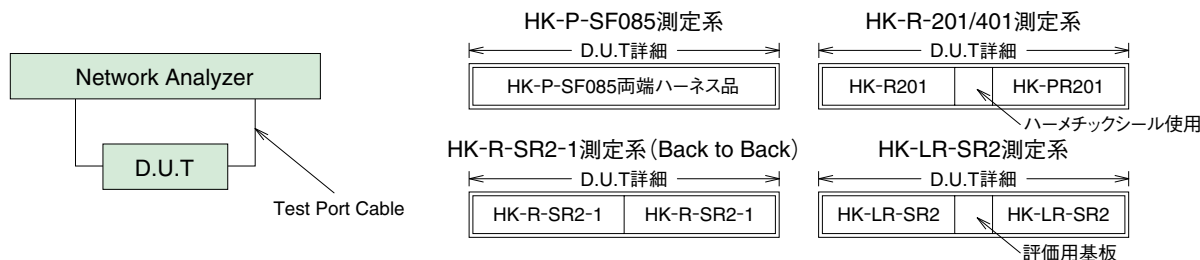 Network Analyzer
D.U.T
Test Port Cable
HK-P-SF085測定系
D.U.T詳細
HK-P-SF085両端ハーネス品
HK-R-201/401測定系
D.U.T詳細
HK-R201
HK-PR201
ハーメチックシール使用
HK-R-SR2-1測定系(Back to Back)
D.U.T詳細
HK-R-SR2-1
HK-R-SR2-1
HK-LR-SR2測定系
D.U.T詳細
HK-LR-SR2
HK-LR-SR2
評価用基板